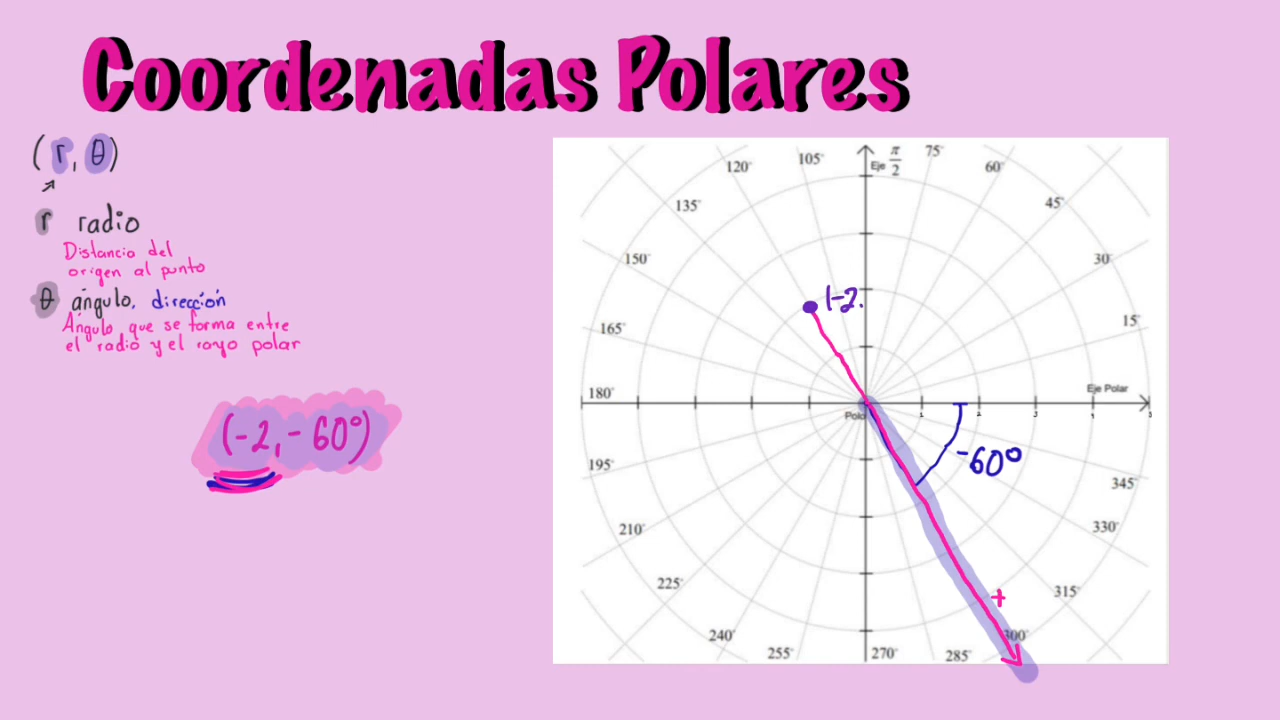 Coordenadas Polares
(r, θ)
r radio
Distancia del
origen al punto
θ ángulo, dirección
Ángulo que se forma entre
el radio y el rayo polar
(-2, -60°)
Eje π/2
75°
105°
120°
60°
135°
45°
150°
30°
(-2.
165°
15°
180°
Eje Polar
Polo
1 2 3 4 5
-60°
195°
345°
210°
330°
225°
315°
+
240°
300°
255°
270°
285°